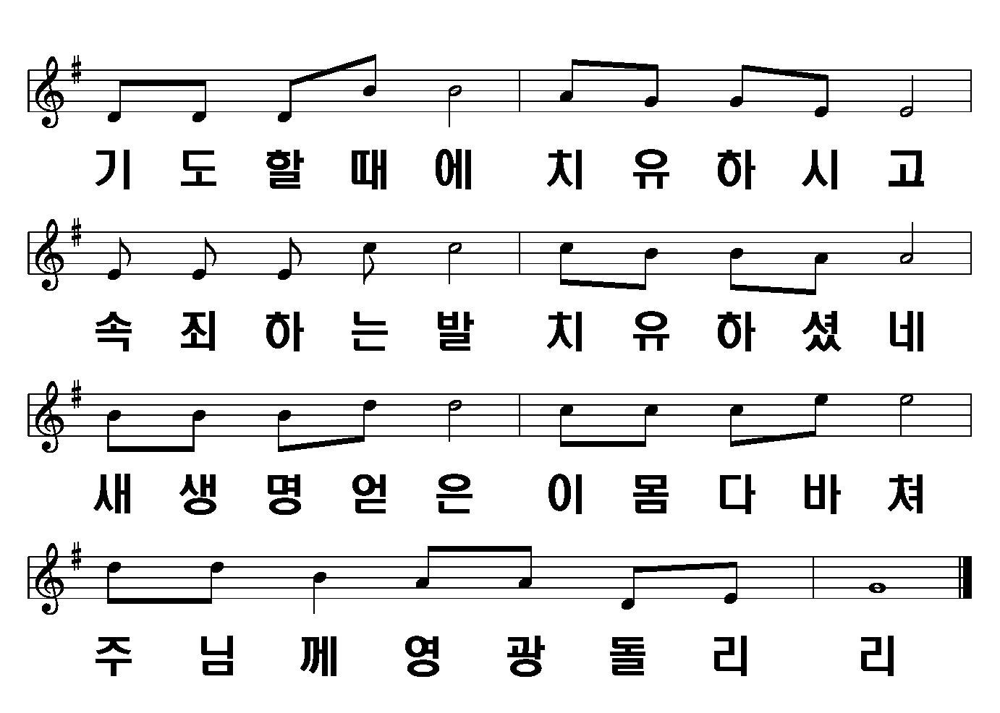 기 도 할 때 에 치 유 하 시 고
속 죄 하 는 발 치 유 하 셨 네
새 생 명 얻 은 이 몸 다 바 쳐
주 님 께 영 광 돌 리 리